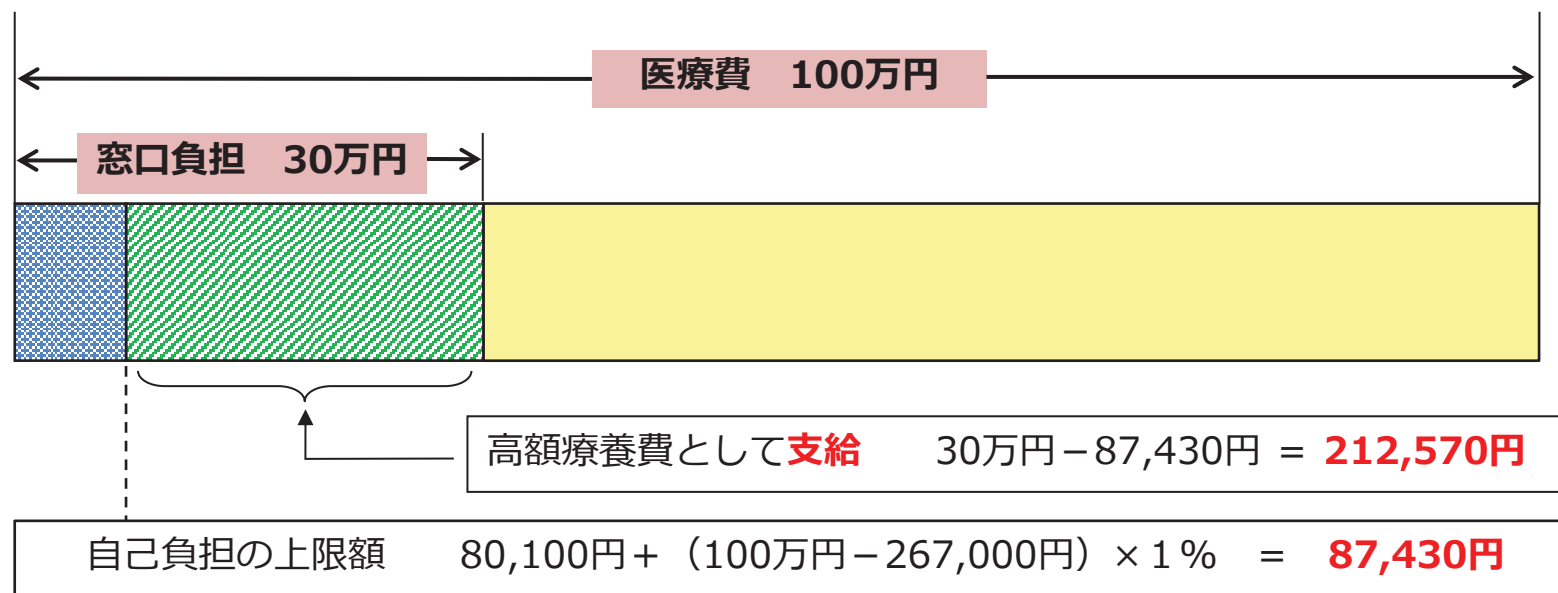 医療費　100万円
窓口負担　30万円
高額療養費として支給　　30万円－87,430円 = 212,570円
自己負担の上限額　　80,100円＋（100万円－267,000円）×１％　=　87,430円